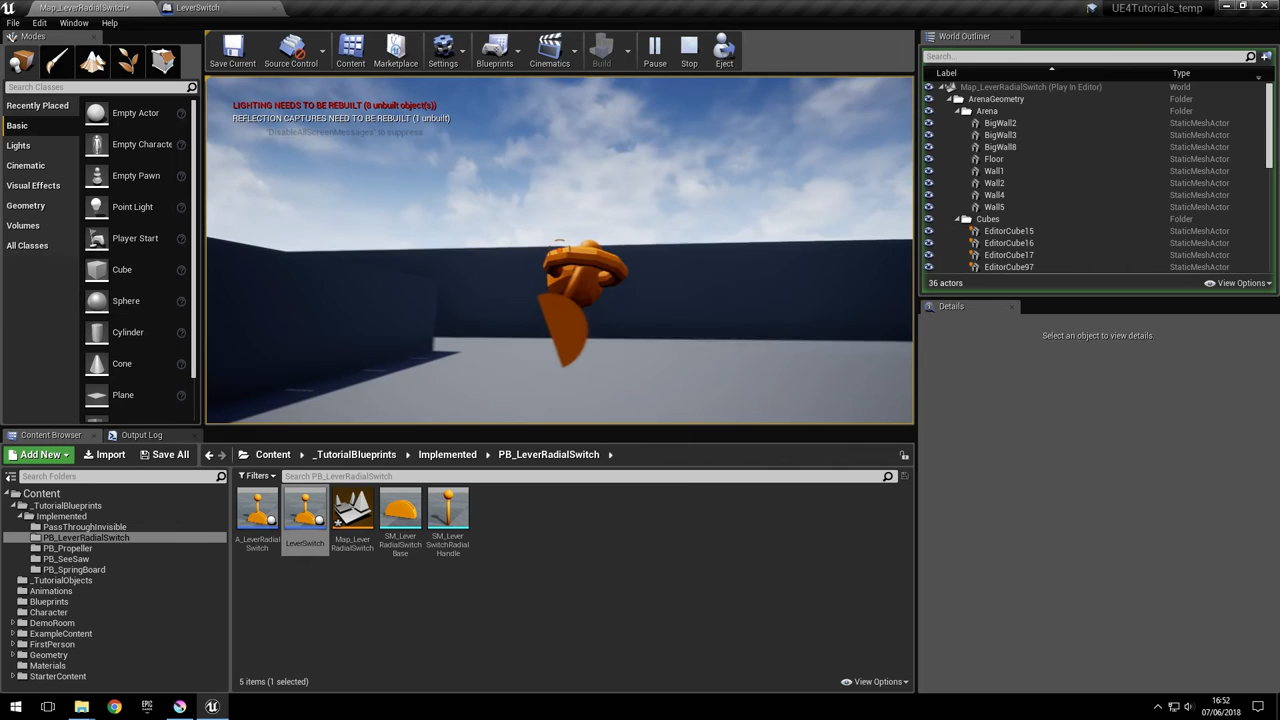 Map_LeverRadialSwitch*
LeverSwitch
UE4Tutorials_temp
File Edit Window Help
Modes
Save Current
Source Control
Content
Marketplace
Settings
Blueprints
Cinematics
Build
Pause
Stop
Eject
Search Classes
Recently Placed
Basic
Lights
Cinematic
Visual Effects
Geometry
Volumes
All Classes
Empty Actor
Empty Characte
Empty Pawn
Point Light
Player Start
Cube
Sphere
Cylinder
Cone
Plane
LIGHTING NEEDS TO BE REBUILT (8 unbuilt object(s))
REFLECTION CAPTURES NEED TO BE REBUILT (1 unbuilt)
'DisableAllScreenMessages' to suppress
World Outliner
Search...
Label Type
Map_LeverRadialSwitch (Play In Editor) World
ArenaGeometry Folder
Arena Folder
BigWall2 StaticMeshActor
BigWall3 StaticMeshActor
BigWall8 StaticMeshActor
Floor StaticMeshActor
Wall1 StaticMeshActor
Wall2 StaticMeshActor
Wall4 StaticMeshActor
Wall5 StaticMeshActor
Cubes Folder
EditorCube15 StaticMeshActor
EditorCube16 StaticMeshActor
EditorCube17 StaticMeshActor
EditorCube97 StaticMeshActor
36 actors
View Options
Details
Select an object to view details
Content Browser
Output Log
Add New
Import
Save All
Content
_TutorialBlueprints
Implemented
PB_LeverRadialSwitch
Search Folders
Filters
Search PB_LeverRadialSwitch
Content
_TutorialBlueprints
Implemented
PassThroughInvisible
PB_LeverRadialSwitch
PB_Propeller
PB_SeeSaw
PB_SpringBoard
_TutorialObjects
Animations
Blueprints
Character
DemoRoom
ExampleContent
FirstPerson
Geometry
Materials
StarterContent
A_LeverRadial
Switch
LeverSwitch
Map_Lever
RadialSwitch
SM_Lever
RadialSwitch
Base
SM_Lever
SwitchRadial
Handle
5 items (1 selected)
View Options
EPIC
16:52
07/06/2018